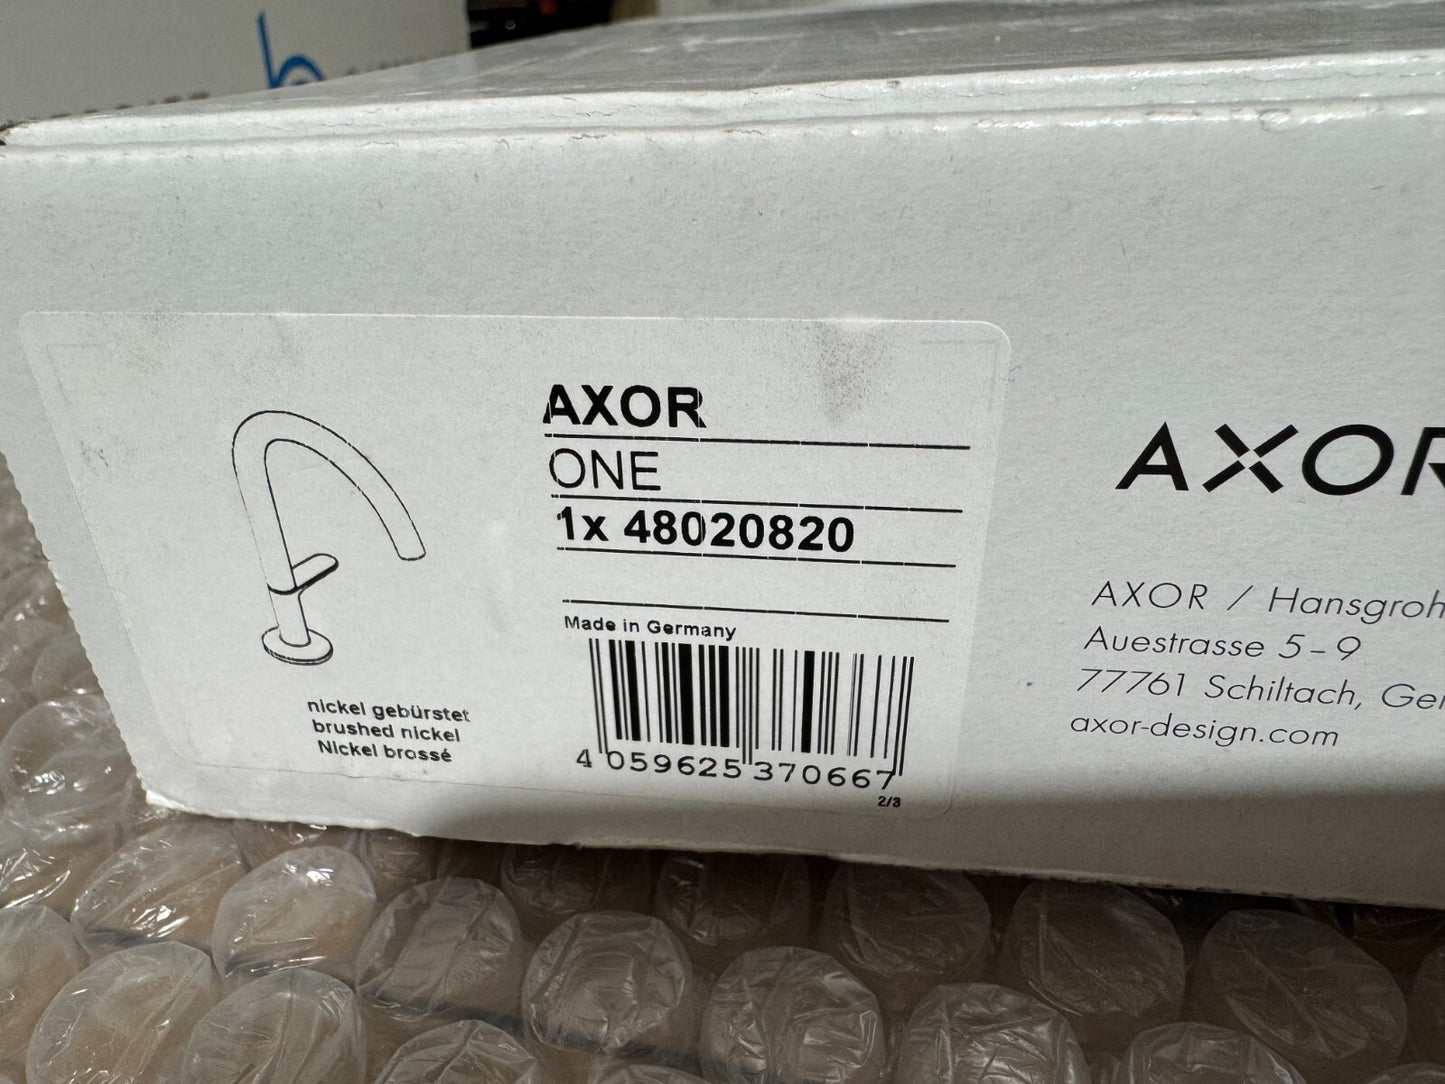 AXOR
ONE
1x 48020820
Made in Germany
4 059625 370667
2/3
nickel gebürstet
brushed nickel
Nickel brossé
AXOR
AXOR / Hansgroh
Auestrasse 5 – 9
77761 Schiltach, Ger
axor-design.com